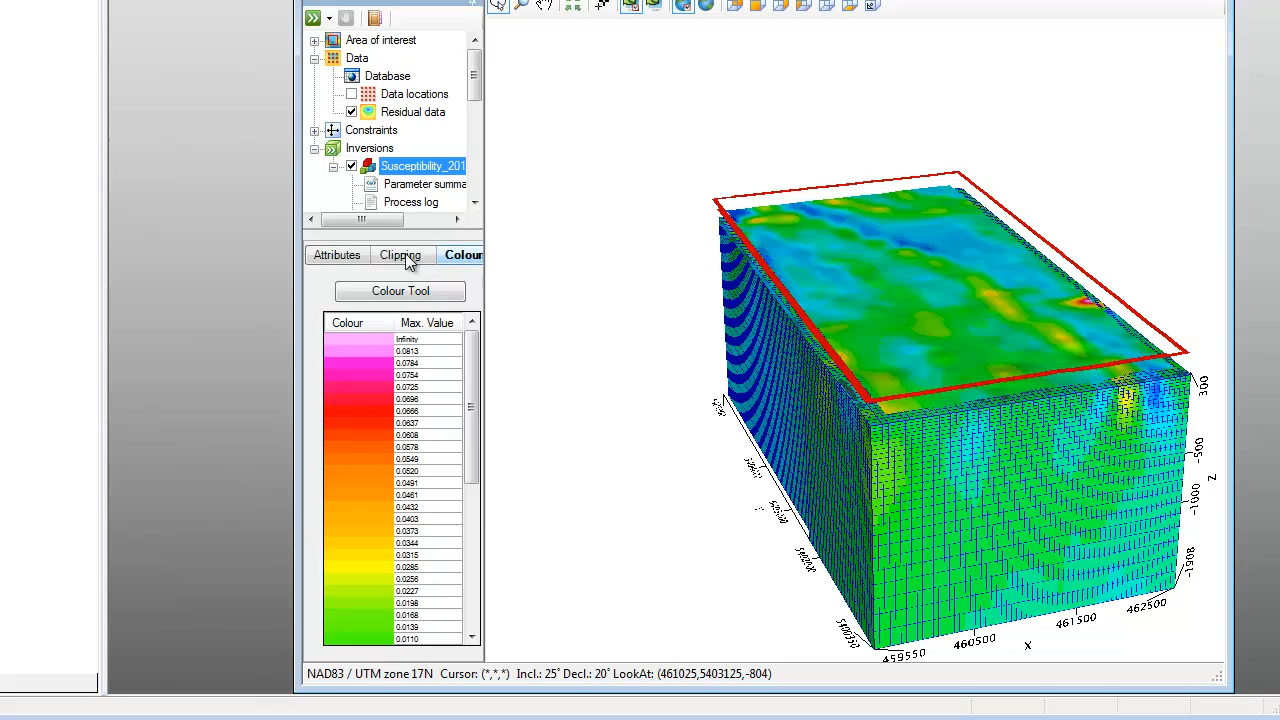 Area of interest
Data
Database
Data locations
Residual data
Constraints
Inversions
Susceptibility_201
Parameter summa
Process log
Attributes Clipping Colour
Colour Tool
Colour Max. Value
Infinity
0.0813
0.0784
0.0754
0.0725
0.0696
0.0666
0.0637
0.0608
0.0578
0.0549
0.0520
0.0491
0.0461
0.0432
0.0403
0.0373
0.0344
0.0315
0.0285
0.0256
0.0227
0.0198
0.0168
0.0139
0.0110
300
-500
Z
-1000
-1908
462500
461500
X
460500
459550
NAD83 / UTM zone 17N Cursor: (*,*,*) Incl.: 25° Decl.: 20° LookAt: (461025,5403125,-804)